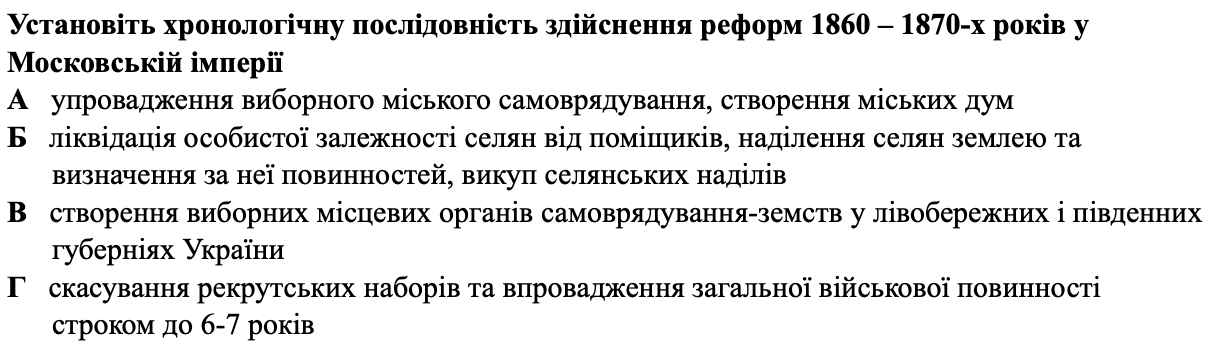 Установіть хронологічну послідовність здійснення реформ 1860 – 1870-х років у
Московській імперії
А упровадження виборного міського самоврядування, створення міських дум
Б ліквідація особистої залежності селян від поміщиків, наділення селян землею та
визначення за неї повинностей, викуп селянських наділів
В створення виборних місцевих органів самоврядування-земств у лівобережних і південних
губерніях України
Г скасування рекрутських наборів та впровадження загальної військової повинності
строком до 6-7 років